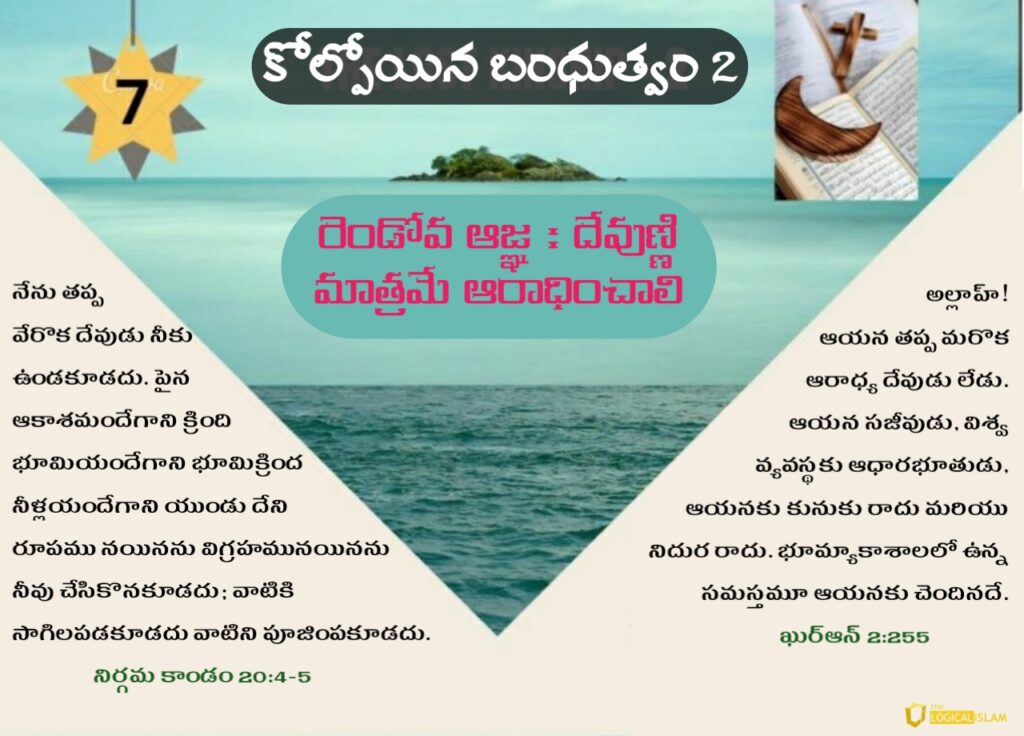 7
కోల్పోయిన బంధుత్వం 2
రెండోవ ఆజ్ఞ : దేవుణ్ణి
మాత్రమే ఆరాధించాలి
నేను తప్ప
వేరొక దేవుడు నీకు
ఉండకూడదు. పైన
ఆకాశమందేగాని క్రింది
భూమియందేగాని భూమిక్రింద
నీళ్లయందేగాని యుండు దేని
రూపము నయినను విగ్రహమునయినను
నీవు చేసికొనకూడదు; వాటికి
సాగిలపడకూడదు వాటిని పూజింపకూడదు.
నిర్గమ కాండం 20:4-5
అల్లాహ్!
ఆయన తప్ప మరొక
ఆరాధ్య దేవుడు లేడు.
ఆయన సజీవుడు, విశ్వ
వ్యవస్థకు ఆధారభూతుడు,
ఆయనకు కునుకు రాదు మరియు
నిదుర రాదు. భూమ్యాకాశాలలో ఉన్న
సమస్తమూ ఆయనకు చెందినదే.
ఖుర్ఆన్ 2:255
the
LOGICAL ISLAM